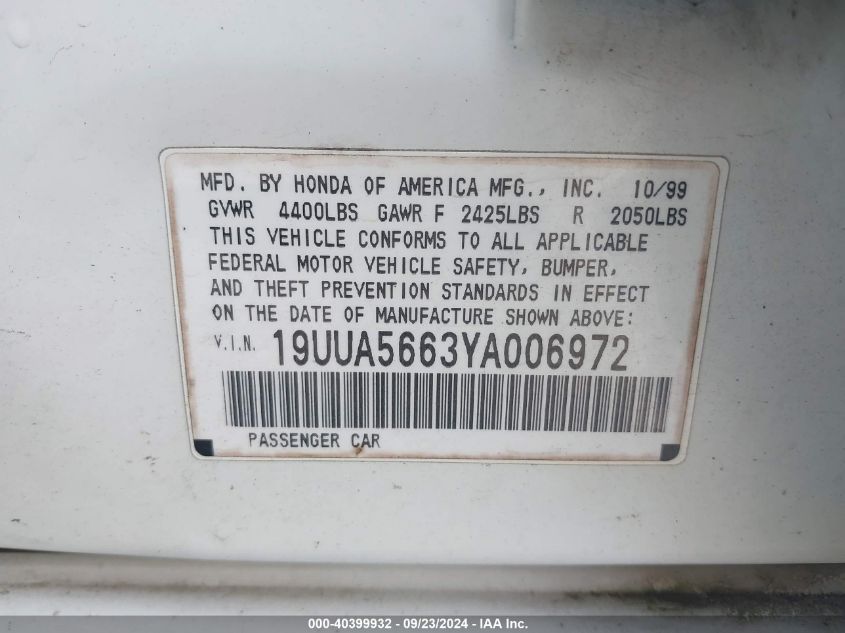 MFD. BY HONDA OF AMERICA MFG., INC. 10/99
GVWR 4400LBS GAWR F 2425LBS R 2050LBS
THIS VEHICLE CONFORMS TO ALL APPLICABLE
FEDERAL MOTOR VEHICLE SAFETY, BUMPER,
AND THEFT PREVENTION STANDARDS IN EFFECT
ON THE DATE OF MANUFACTURE SHOWN ABOVE:
V.I.N. 19UUA5663YA006972
PASSENGER CAR
000-40399932 - 09/23/2024 - IAA Inc.